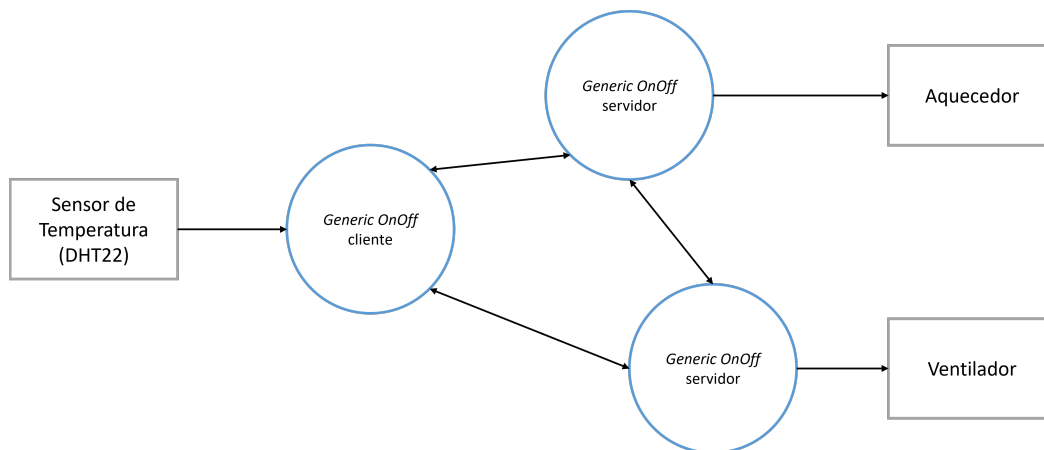 Generic OnOff
servidor
Aquecedor
Sensor de
Temperatura
(DHT22)
Generic OnOff
cliente
Generic OnOff
servidor
Ventilador